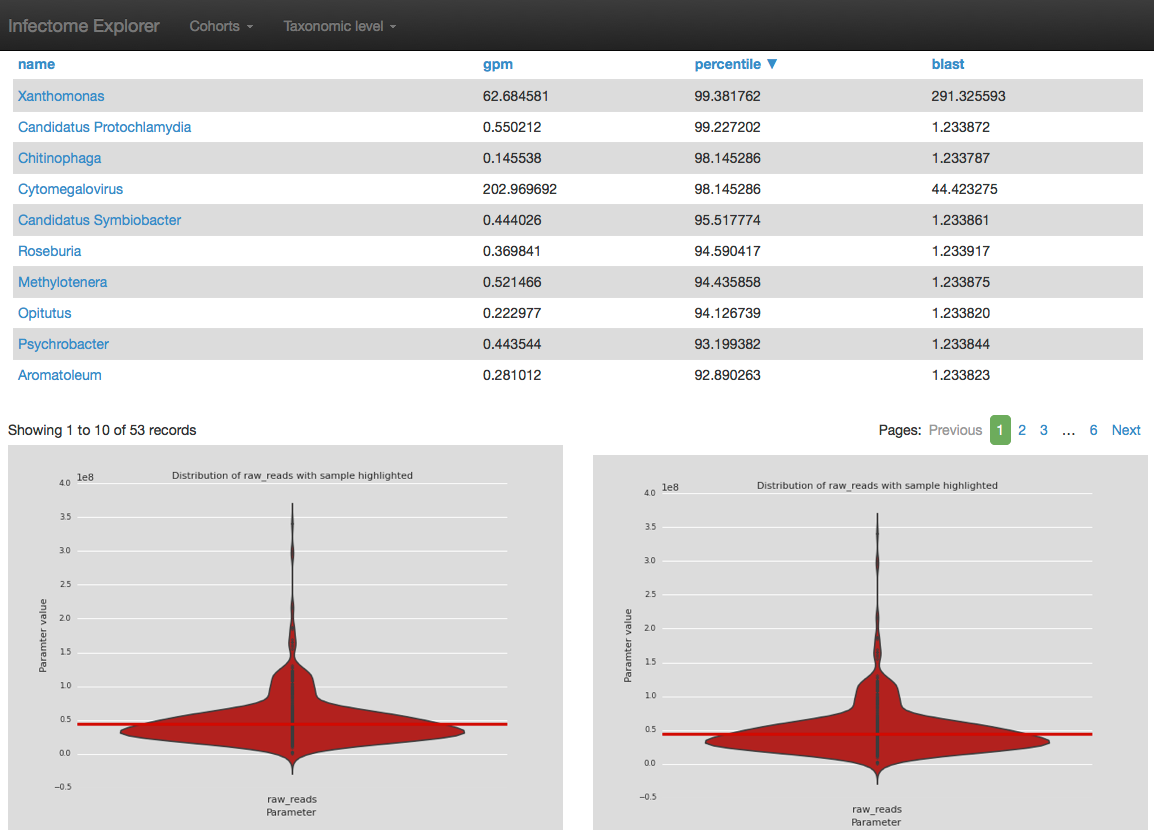 Infectome Explorer Cohorts Taxonomic level
name gpm percentile ▼ blast
Xanthomonas 62.684581 99.381762 291.325593
Candidatus Protochlamydia 0.550212 99.227202 1.233872
Chitinophaga 0.145538 98.145286 1.233787
Cytomegalovirus 202.969692 98.145286 44.423275
Candidatus Symbiobacter 0.444026 95.517774 1.233861
Roseburia 0.369841 94.590417 1.233917
Methylotenera 0.521466 94.435858 1.233875
Opitutus 0.222977 94.126739 1.233820
Psychrobacter 0.443544 93.199382 1.233844
Aromatoleum 0.281012 92.890263 1.233823
Showing 1 to 10 of 53 records
Pages: Previous 1 2 3 ... 6 Next
1e8 Distribution of raw_reads with sample highlighted
4.0
3.5
3.0
2.5
2.0
1.5
1.0
0.5
0.0
−0.5
Paramter value
raw_reads
Parameter
1e8 Distribution of raw_reads with sample highlighted
4.0
3.5
3.0
2.5
2.0
1.5
1.0
0.5
0.0
−0.5
Paramter value
raw_reads
Parameter